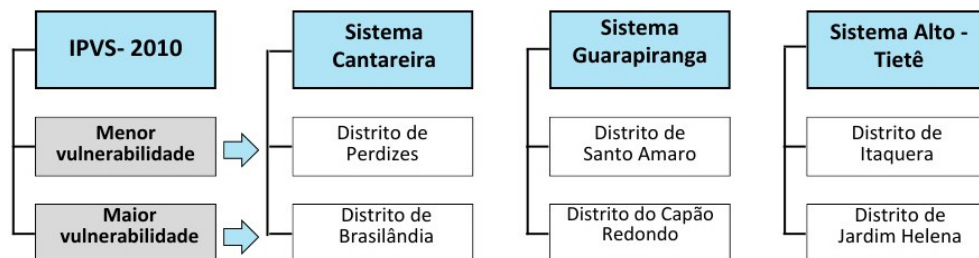 IPVS- 2010
Sistema
Cantareira
Sistema
Guarapiranga
Sistema Alto -
Tietê
Menor
vulnerabilidade
Distrito de
Perdizes
Distrito de
Santo Amaro
Distrito de
Itaquera
Maior
vulnerabilidade
Distrito de
Brasilândia
Distrito do Capão
Redondo
Distrito de
Jardim Helena